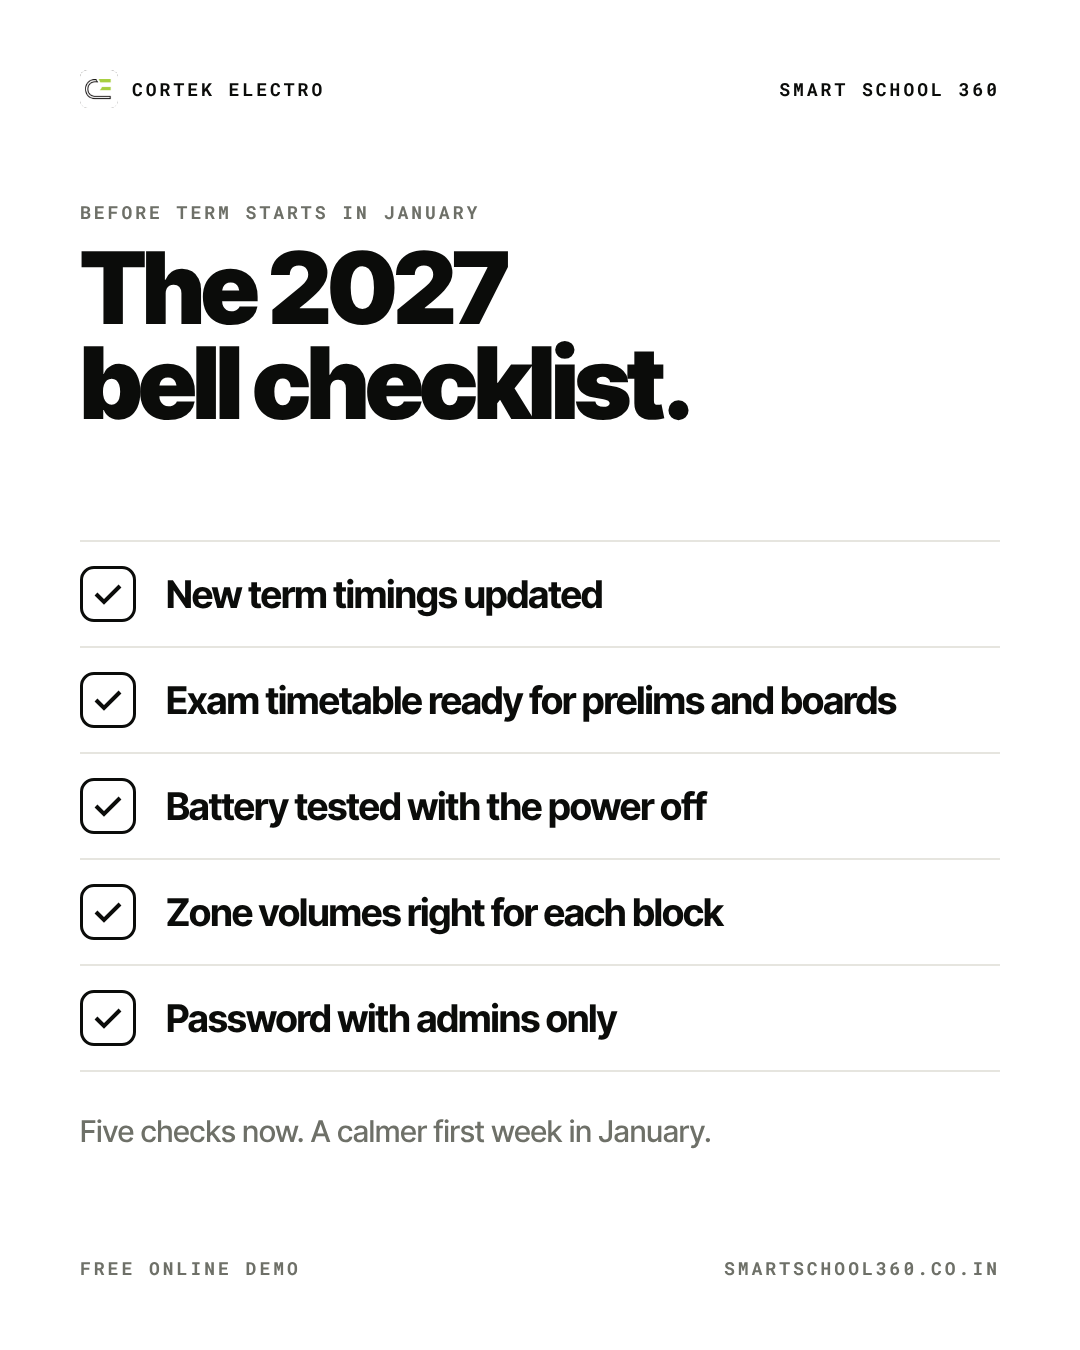 CORTEK ELECTRO
SMART SCHOOL 360
BEFORE TERM STARTS IN JANUARY
The 2027
bell checklist.
New term timings updated
Exam timetable ready for prelims and boards
Battery tested with the power off
Zone volumes right for each block
Password with admins only
Five checks now. A calmer first week in January.
FREE ONLINE DEMO
SMARTSCHOOL360.CO.IN